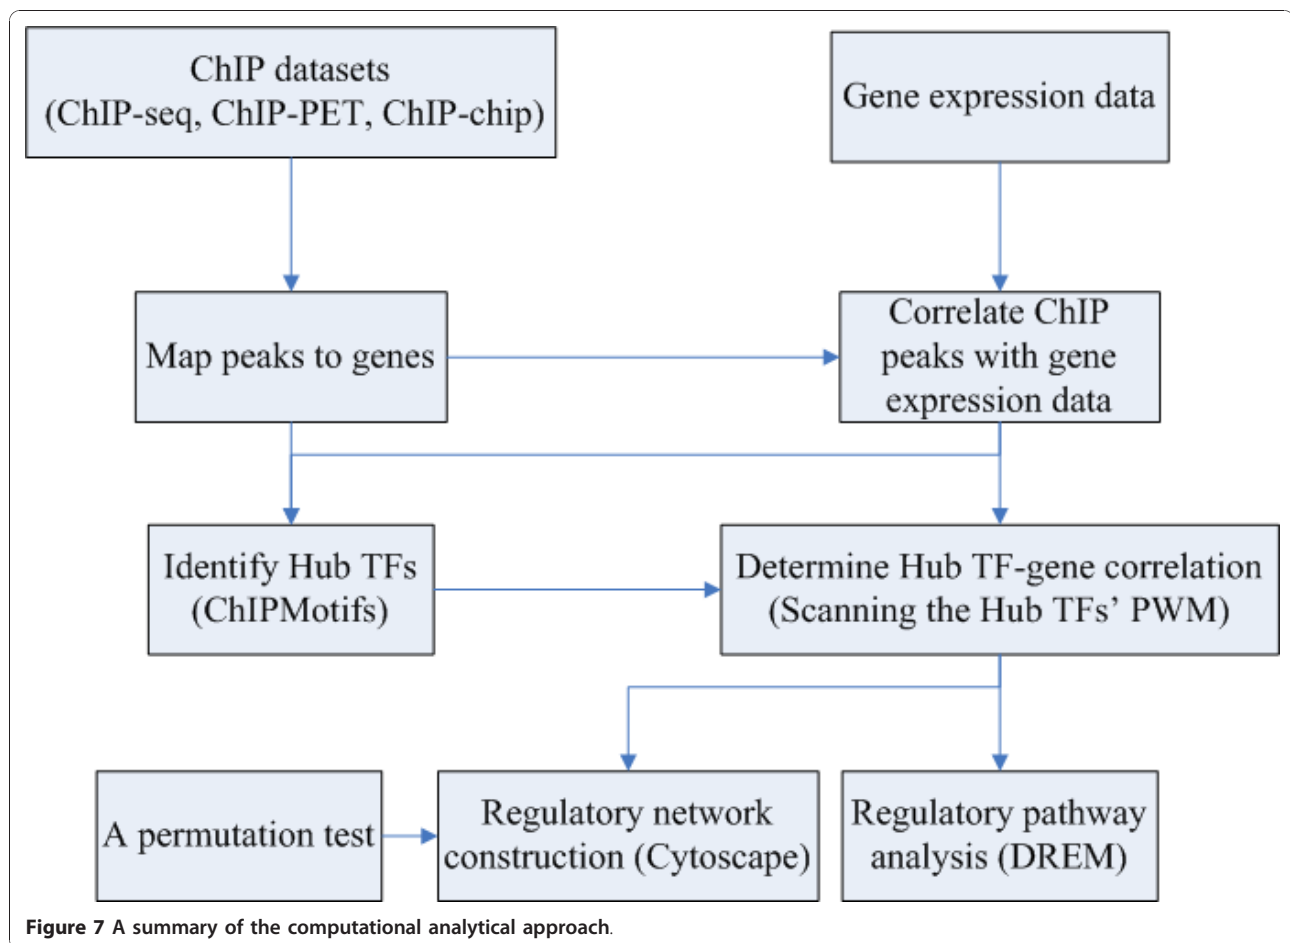 ChIP datasets
(ChIP-seq, ChIP-PET, ChIP-chip)
Gene expression data
Map peaks to genes
Correlate ChIP
peaks with gene
expression data
Identify Hub TFs
(ChIPMotifs)
Determine Hub TF-gene correlation
(Scanning the Hub TFs’ PWM)
A permutation test
Regulatory network
construction (Cytoscape)
Regulatory pathway
analysis (DREM)
Figure 7 A summary of the computational analytical approach.